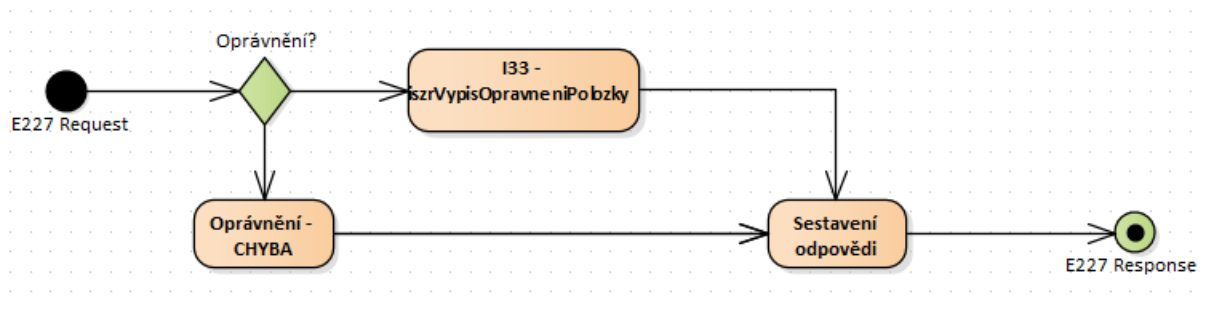 Oprávnění?
I33 -
iszrVypisOpravneniPolozky
E227 Request
Oprávnění -
CHYBA
Sestavení
odpovědi
E227 Response